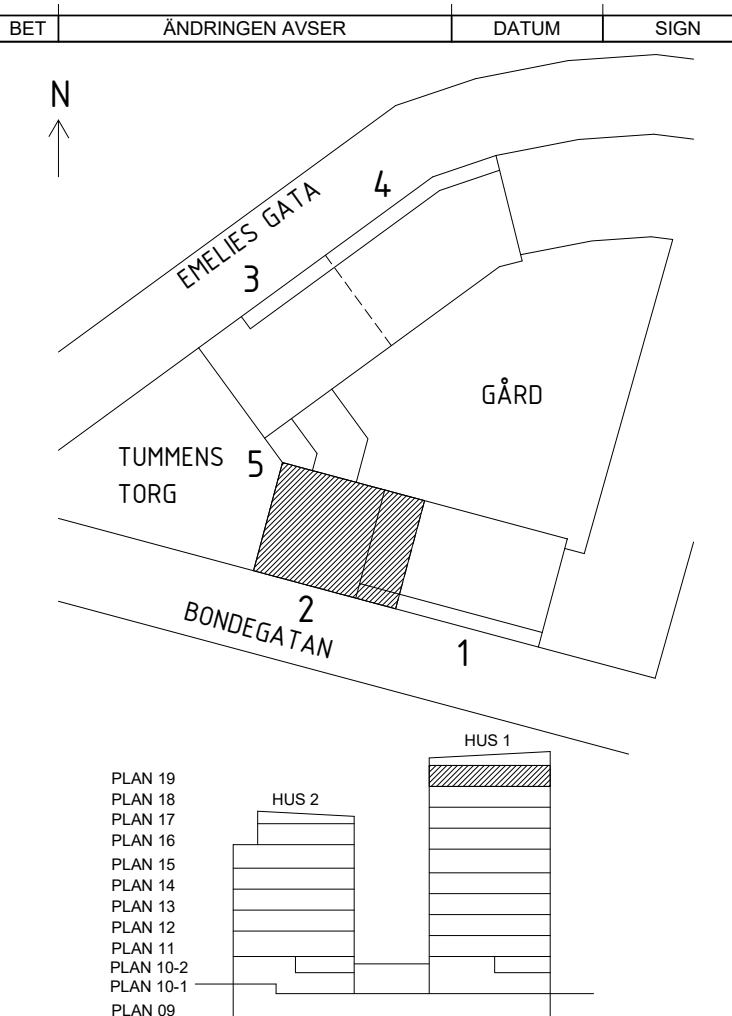 BET ÄNDRINGEN AVSER DATUM SIGN
N
4
EMELIES GATA
3
GÅRD
TUMMENS
TORG
5
2
BONDEGATAN
1
HUS 1
PLAN 19
PLAN 18
HUS 2
PLAN 17
PLAN 16
PLAN 15
PLAN 14
PLAN 13
PLAN 12
PLAN 11
PLAN 10-2
PLAN 10-1
PLAN 09